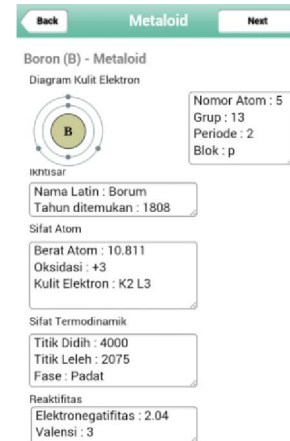 Back
Metaloid
Next
Boron (B) - Metaloid
Diagram Kulit Elektron
B
Nomor Atom : 5
Grup : 13
Periode : 2
Blok : p
Ikhtisar
Nama Latin : Borum
Tahun ditemukan : 1808
Sifat Atom
Berat Atom : 10.811
Oksidasi : +3
Kulit Elektron : K2 L3
Sifat Termodinamik
Titik Didih : 4000
Titik Leleh : 2075
Fase : Padat
Reaktifitas
Elektronegatifitas : 2.04
Valensi : 3